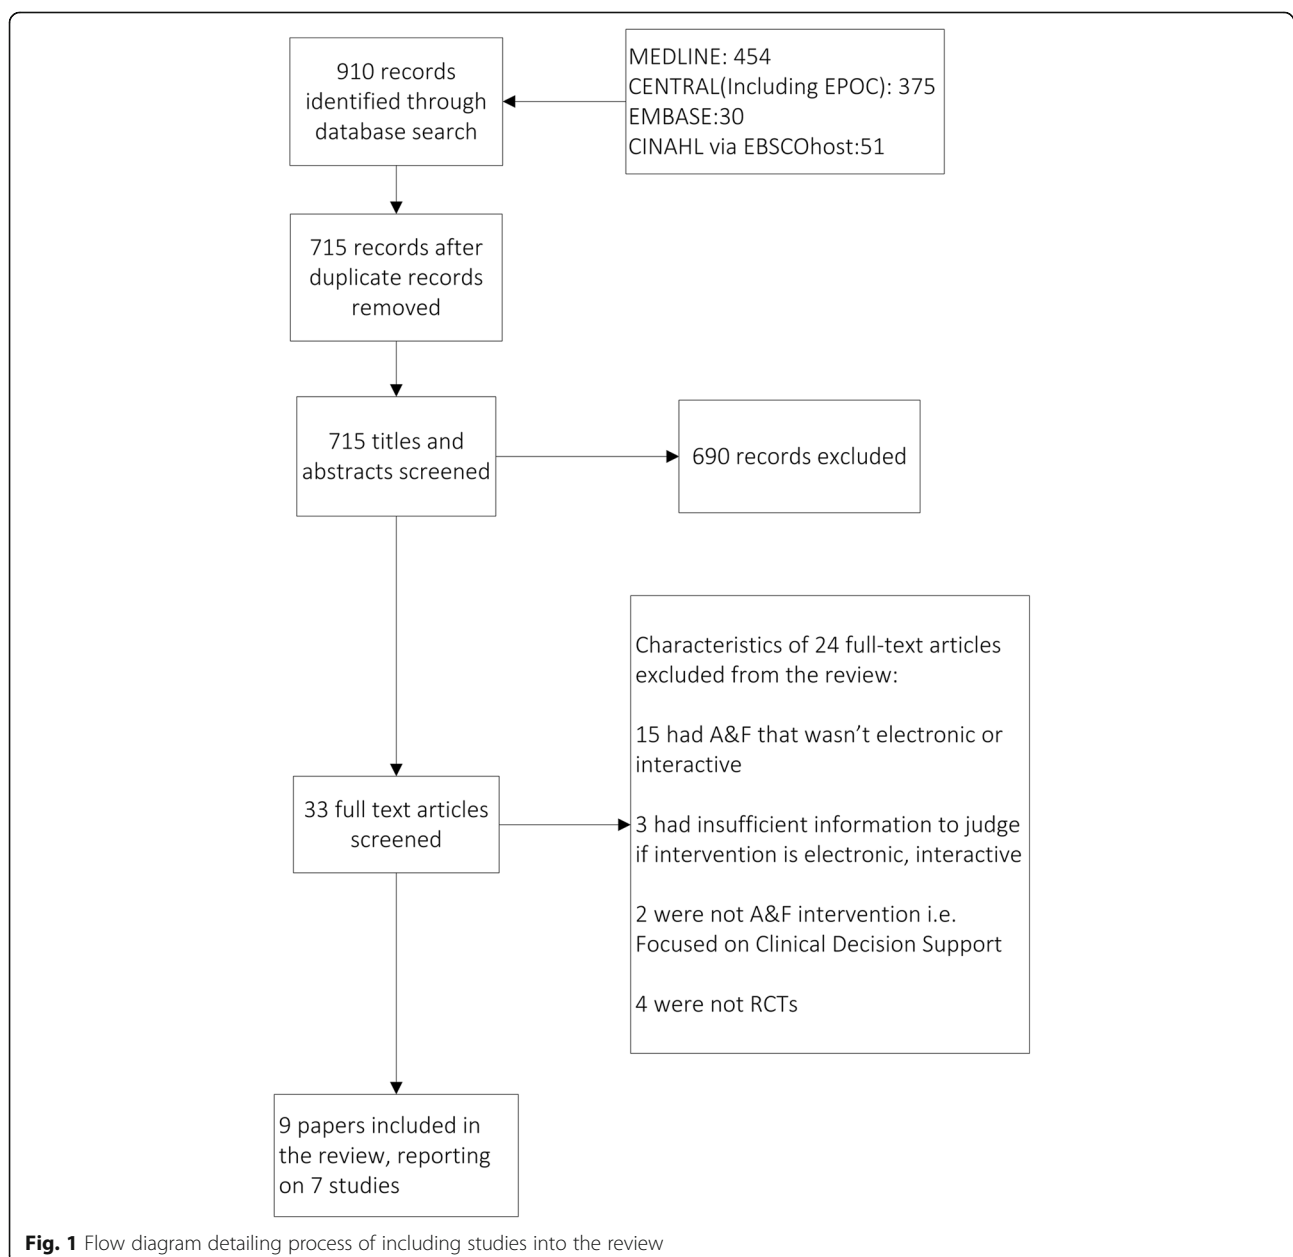 910 records
identified through
database search
MEDLINE: 454
CENTRAL(Including EPOC): 375
EMBASE:30
CINAHL via EBSCOhost:51
715 records after
duplicate records
removed
715 titles and
abstracts screened
690 records excluded
33 full text articles
screened
Characteristics of 24 full-text articles
excluded from the review:
15 had A&F that wasn’t electronic or
interactive
3 had insufficient information to judge
if intervention is electronic, interactive
2 were not A&F intervention i.e.
Focused on Clinical Decision Support
4 were not RCTs
9 papers included in
the review, reporting
on 7 studies
Fig. 1 Flow diagram detailing process of including studies into the review